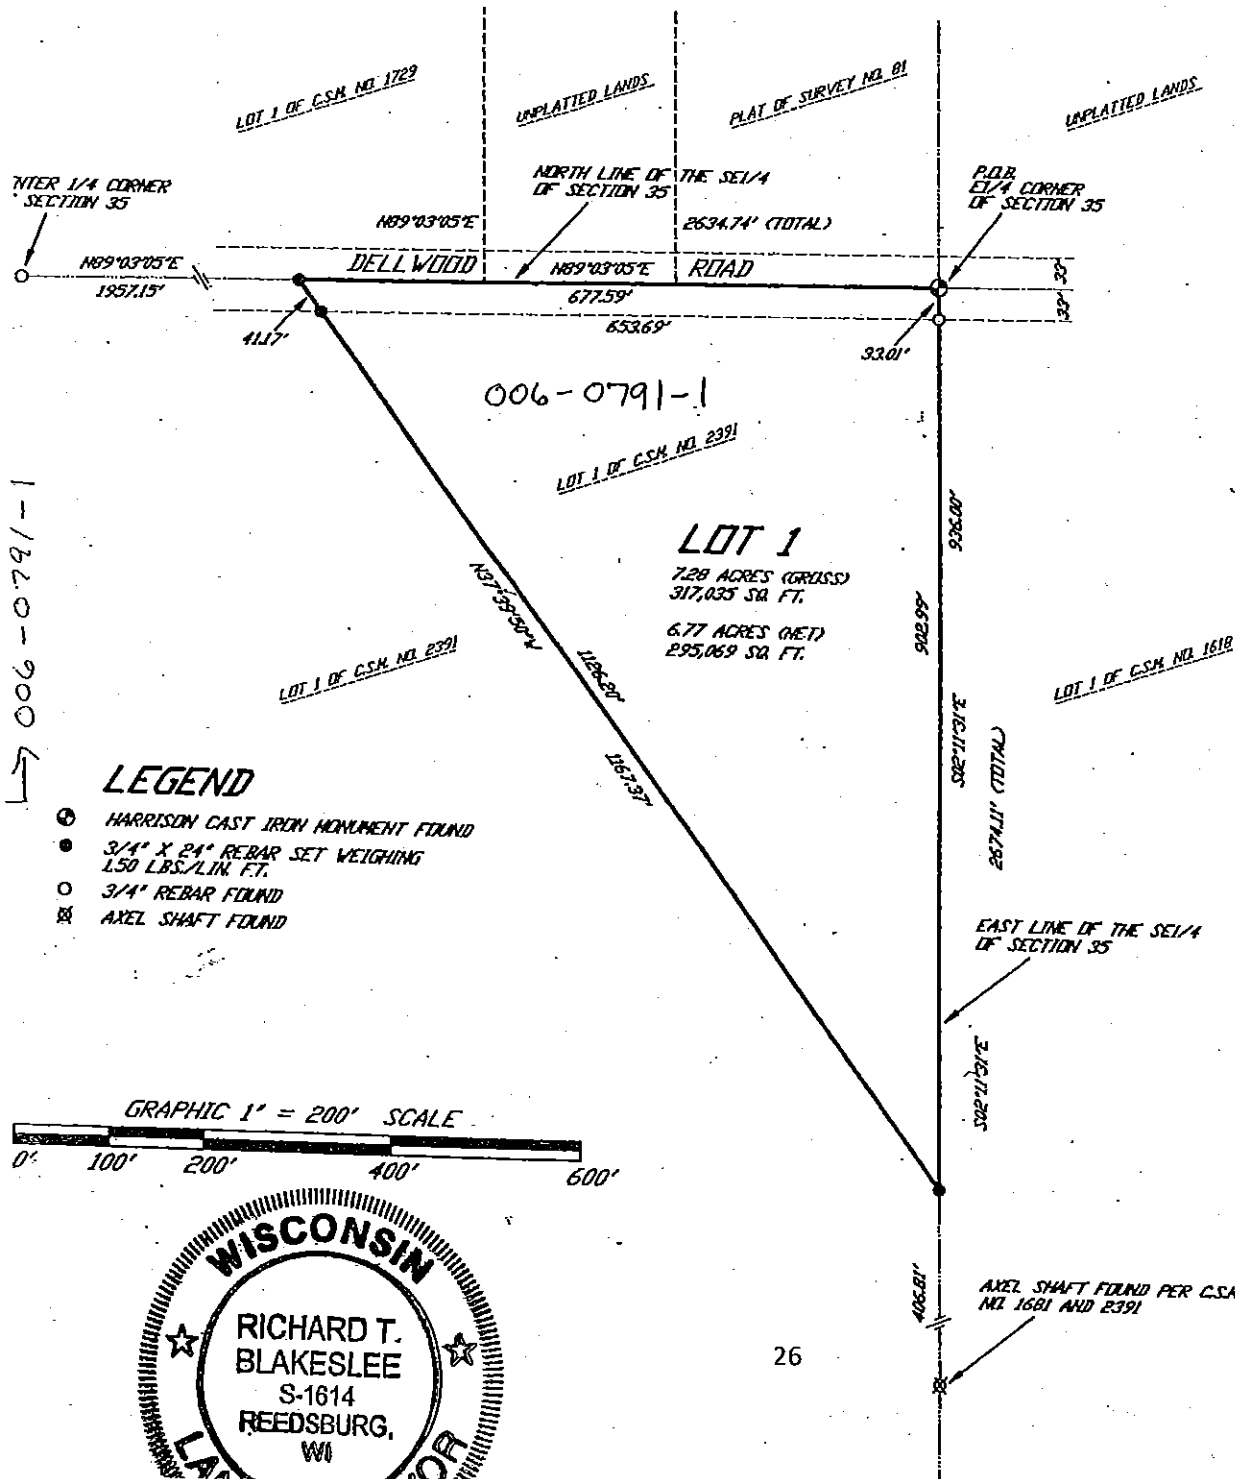 LOT 1 OF C.S.M. NO. 1729
UNPLATTED LANDS
PLAT OF SURVEY NO. 81
UNPLATTED LANDS
NTER 1/4 CORNER
SECTION 35
NORTH LINE OF THE SE1/4
OF SECTION 35
P.O.B.
E1/4 CORNER
OF SECTION 35
N89°03'05"E
2634.74' (TOTAL)
N89°03'05"E
1957.15'
DELLWOOD
N89°03'05"E
ROAD
677.59'
33'
33'
41.17'
653.69'
33.01'
006-0791-1
LOT 1 OF C.S.M. NO. 2391
006-0791-1
LOT 1
7.28 ACRES (GROSS)
317,035 SQ. FT.
6.77 ACRES (NET)
295,069 SQ. FT.
936.00'
902.99'
N37°39'50"W
1126.20'
1167.37'
LOT 1 OF C.S.M. NO. 2391
LOT 1 OF C.S.M. NO. 1618
S02°11'31"E
2674.11' (TOTAL)
LEGEND
HARRISON CAST IRON MONUMENT FOUND
3/4" X 24" REBAR SET WEIGHING
1.50 LBS./LIN. FT.
3/4" REBAR FOUND
AXEL SHAFT FOUND
EAST LINE OF THE SE1/4
OF SECTION 35
S02°11'31"E
GRAPHIC 1" = 200' SCALE
0' 100' 200' 400' 600'
406.81'
AXEL SHAFT FOUND PER C.S.M
NO. 1681 AND 2391
26
WISCONSIN
RICHARD T.
BLAKESLEE
S-1614
REEDSBURG,
WI
LA
OR